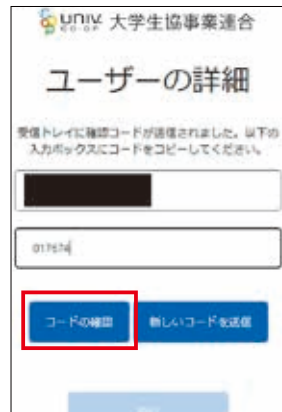 univ. 大学生協事業連合
CO-OP
ユーザーの詳細
受信トレイに確認コードが送信されました。以下の
入力ボックスにコードをコピーしてください。
コードの確認 新しいコードを送信